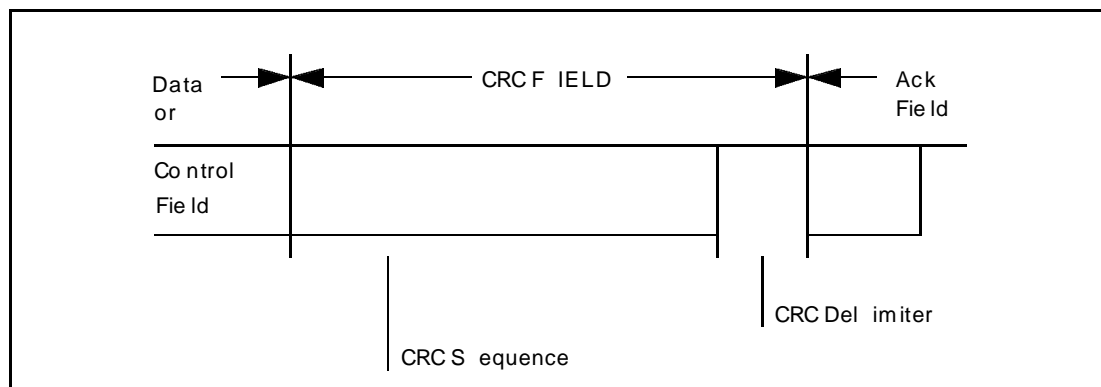 Data
or
Control
Field
CRC FIELD
Ack
Field
CRC Sequence
CRC Delimiter